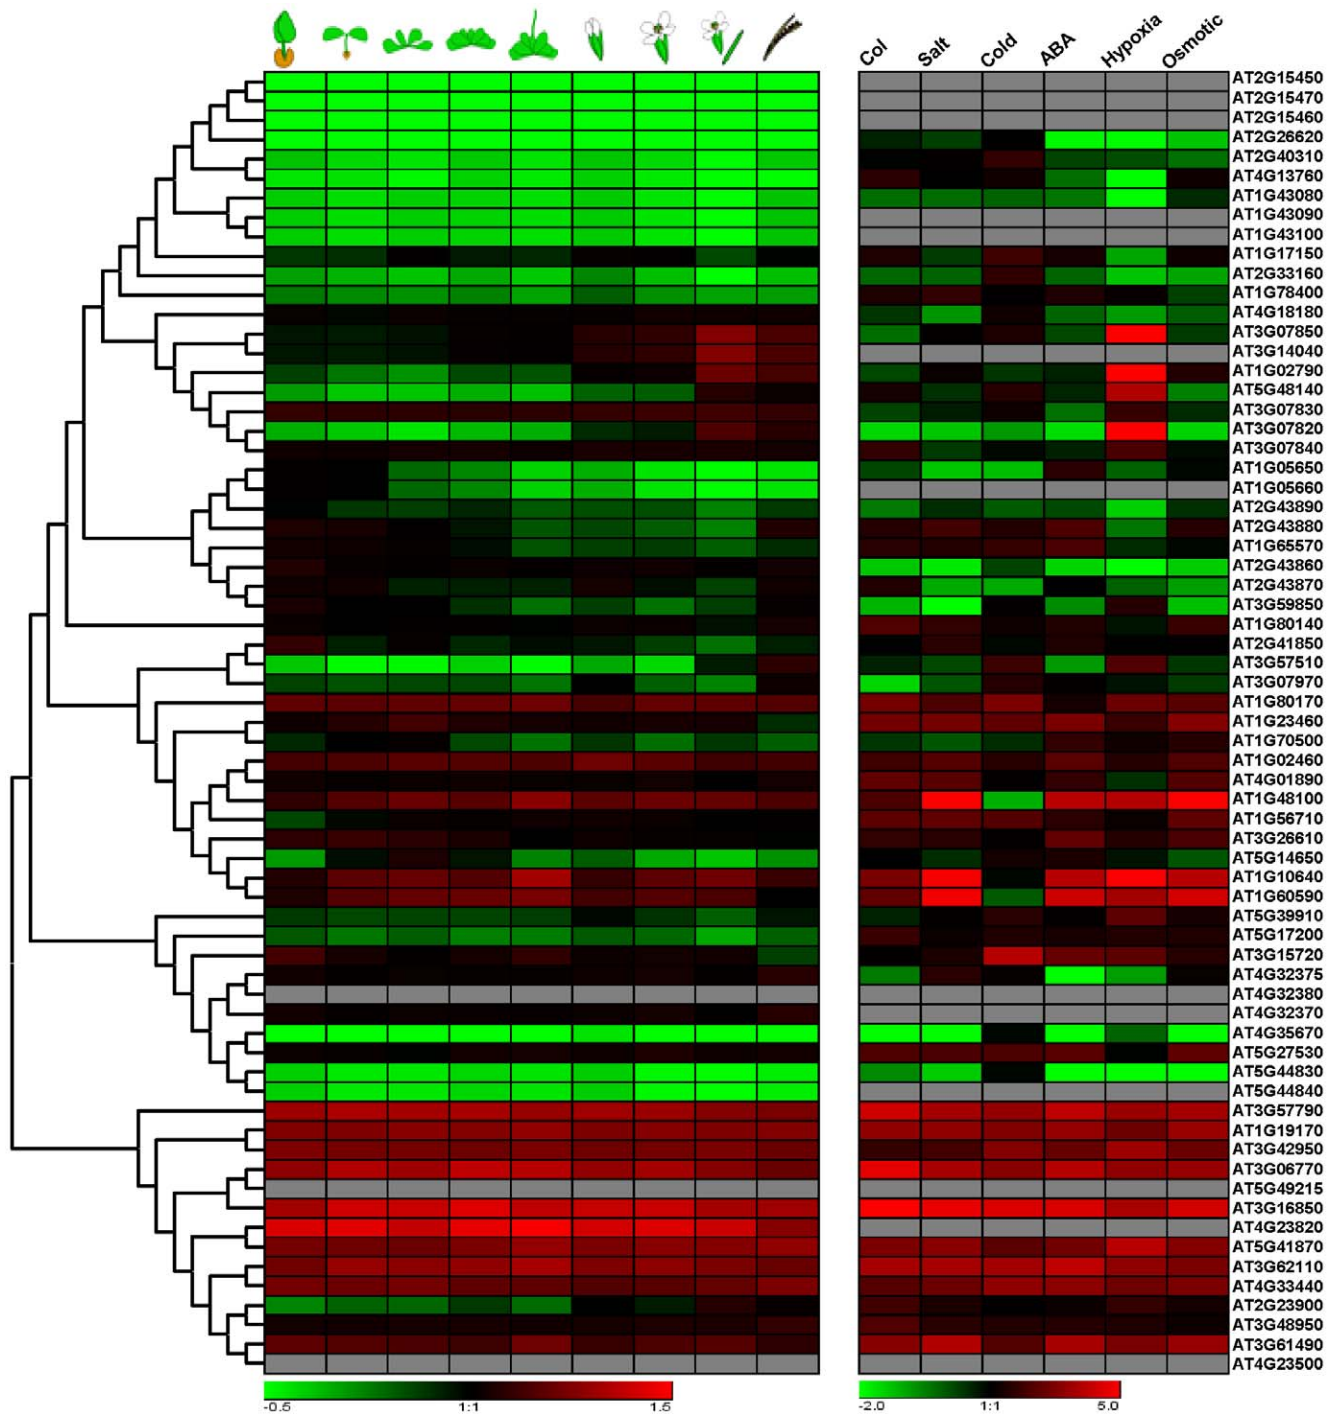 Col Salt Cold ABA Hypoxia Osmotic
AT2G15450
AT2G15470
AT2G15460
AT2G26620
AT2G40310
AT4G13760
AT1G43080
AT1G43090
AT1G43100
AT1G17150
AT2G33160
AT1G78400
AT4G18180
AT3G07850
AT3G14040
AT1G02790
AT5G48140
AT3G07830
AT3G07820
AT3G07840
AT1G05650
AT1G05660
AT2G43890
AT2G43880
AT1G65570
AT2G43860
AT2G43870
AT3G59850
AT1G80140
AT2G41850
AT3G57510
AT3G07970
AT1G80170
AT1G23460
AT1G70500
AT1G02460
AT4G01890
AT1G48100
AT1G56710
AT3G26610
AT5G14650
AT1G10640
AT1G60590
AT5G39910
AT5G17200
AT3G15720
AT4G32375
AT4G32380
AT4G32370
AT4G35670
AT5G27530
AT5G44830
AT5G44840
AT3G57790
AT1G19170
AT3G42950
AT3G06770
AT5G49215
AT3G16850
AT4G23820
AT5G41870
AT3G62110
AT4G33440
AT2G23900
AT3G48950
AT3G61490
AT4G23500
-0.5 1:1 1.5 -2.0 1:1 5.0